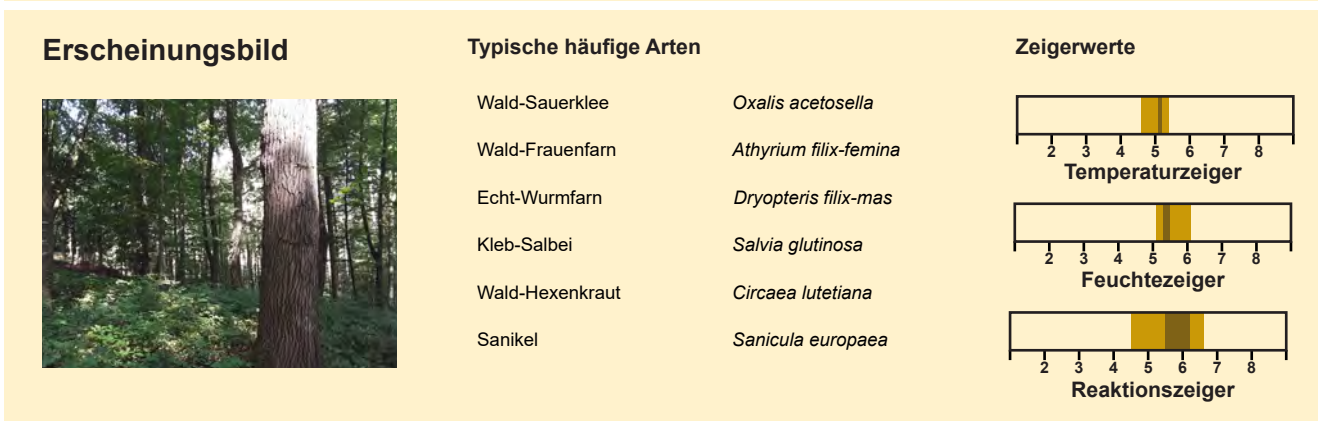 Erscheinungsbild
Typische häufige Arten
Wald-Sauerklee Oxalis acetosella
Wald-Frauenfarn Athyrium filix-femina
Echt-Wurmfarn Dryopteris filix-mas
Kleb-Salbei Salvia glutinosa
Wald-Hexenkraut Circaea lutetiana
Sanikel Sanicula europaea
Zeigerwerte
2 3 4 5 6 7 8
Temperaturzeiger
2 3 4 5 6 7 8
Feuchtezeiger
2 3 4 5 6 7 8
Reaktionszeiger